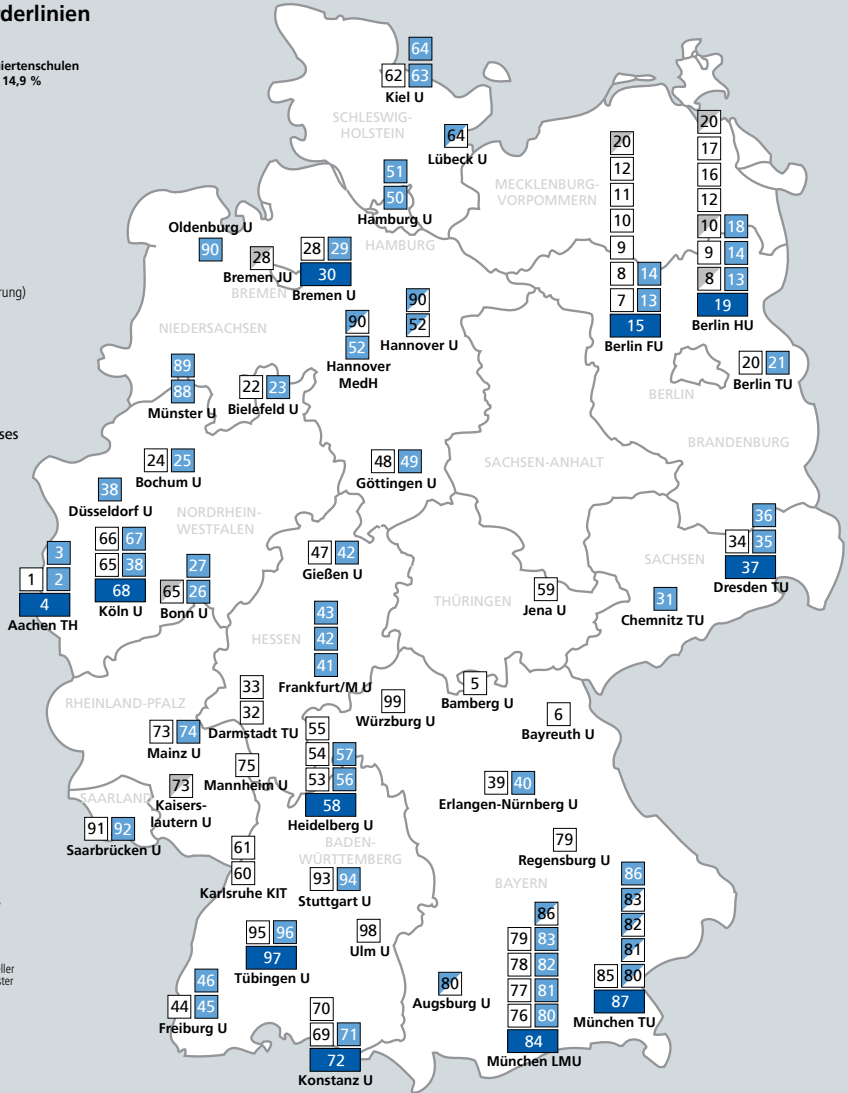 derlinien
iertenschulen
14,9 %
rung)
ses
eller
ster
64
62 63
Kiel U
SCHLESWIG-
HOLSTEIN
64
Lübeck U
51
50
Hamburg U
HAMBURG
MECKLENBURG-
VORPOMMERN
20
12
11
10
9
8 14
7 13
15
Berlin FU
20
17
16
12
10 18
9 14
8 13
19
Berlin HU
20 21
Berlin TU
BERLIN
BRANDENBURG
Oldenburg U
90
28
Bremen JU
28 29
30
Bremen U
BREMEN
NIEDERSACHSEN
90
52
Hannover
MedH
90
52
Hannover U
89
88
Münster U
22 23
Bielefeld U
24 25
Bochum U
48 49
Göttingen U
SACHSEN-ANHALT
38
Düsseldorf U
NORDRHEIN-
WESTFALEN
3
1 2
4
Aachen TH
66 67
65 38
68
Köln U
27
65 26
Bonn U
47 42
Gießen U
43
42
41
Frankfurt/M U
HESSEN
THÜRINGEN
59
Jena U
36
34 35
37
Dresden TU
SACHSEN
31
Chemnitz TU
RHEINLAND-PFALZ
33
32
Darmstadt TU
99
Würzburg U
5
Bamberg U
6
Bayreuth U
73 74
Mainz U
75
Mannheim U
73
Kaisers-
lautern U
SAARLAND
91 92
Saarbrücken U
55
54 57
53 56
58
Heidelberg U
39 40
Erlangen-Nürnberg U
BADEN-
WÜRTTEMBERG
79
Regensburg U
BAYERN
61
60
Karlsruhe KIT
93 94
Stuttgart U
95 96
97
Tübingen U
98
Ulm U
46
44 45
Freiburg U
70
69 71
72
Konstanz U
80
Augsburg U
86
79 83
78 82
77 81
76 80
84
München LMU
86
83
82
81
85 80
87
München TU